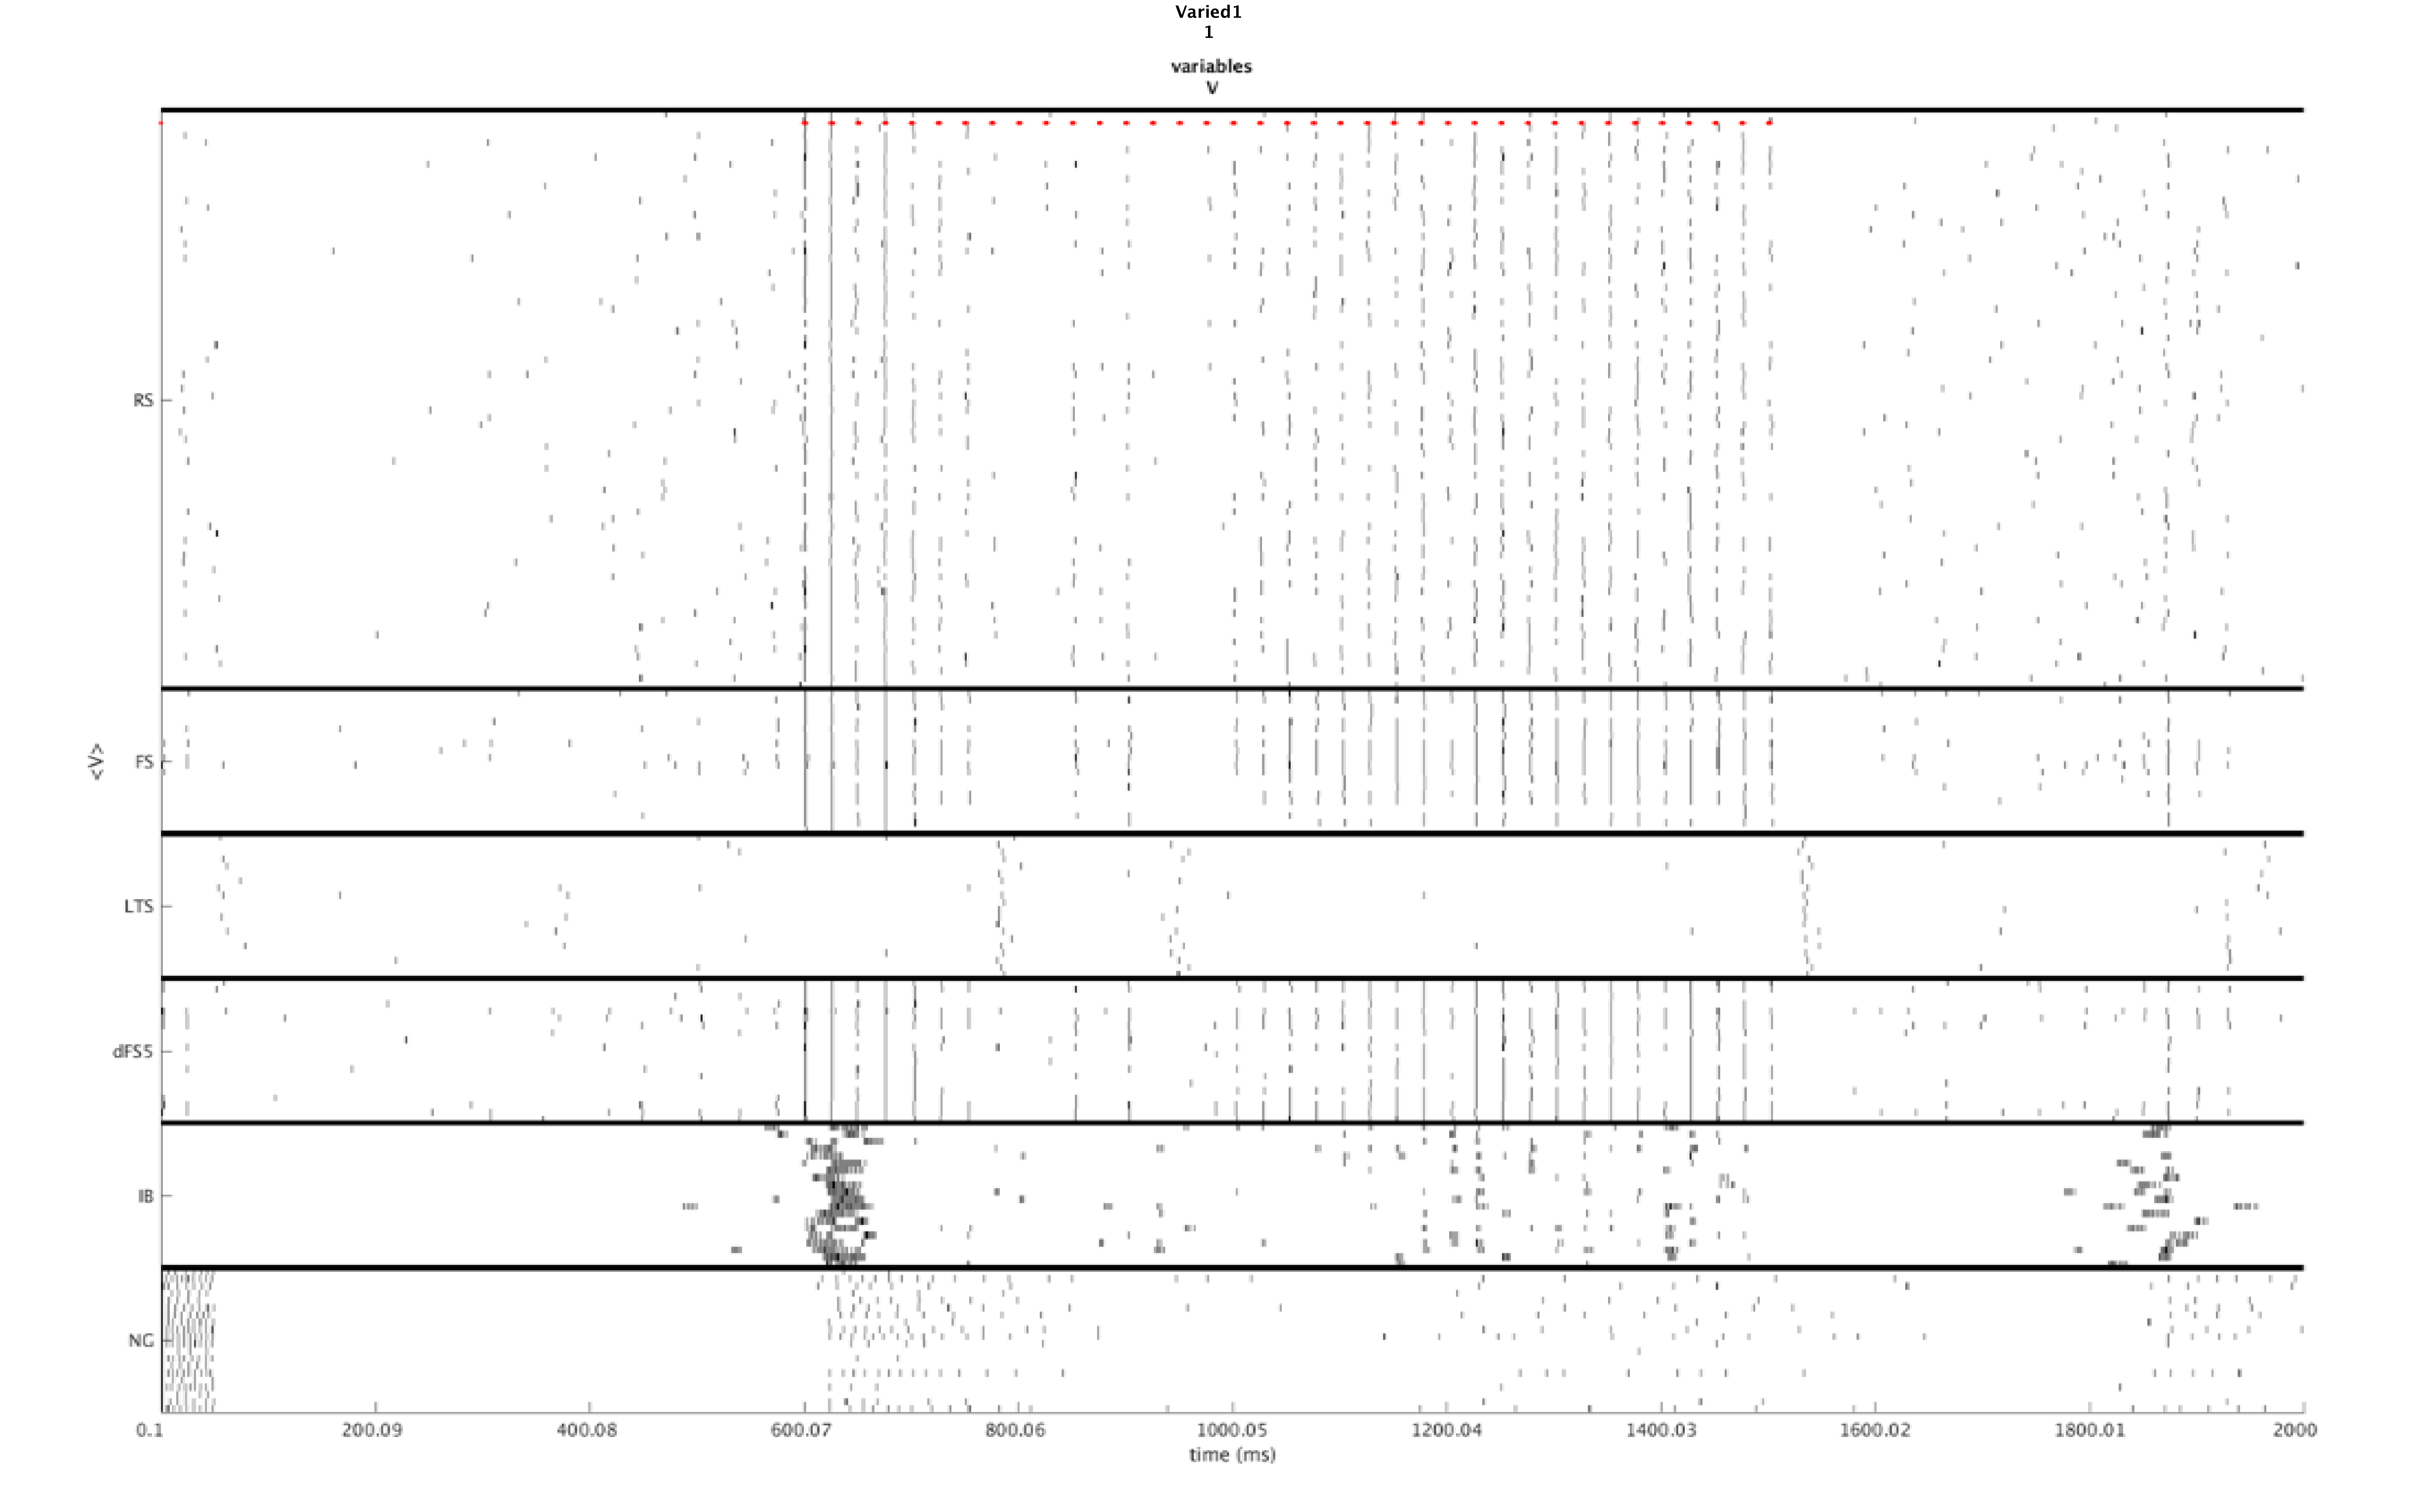 Varied1
1
variables
V
RS
FS
<V>
LTS
dFS5
IB
NG
0.1 200.09 400.08 600.07 800.06 1000.05 1200.04 1400.03 1600.02 1800.01 2000
time (ms)